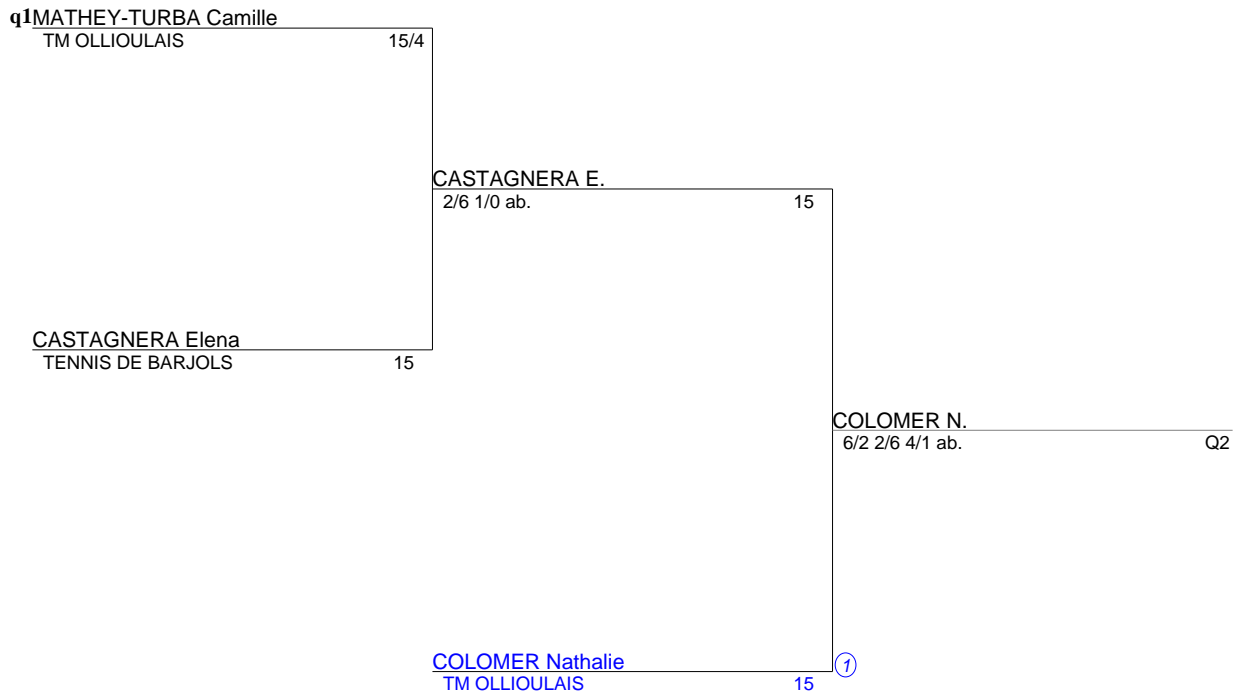 q1MATHEY-TURBA Camille
TM OLLIOULAIS 15/4
CASTAGNERA E.
2/6 1/0 ab. 15
CASTAGNERA Elena
TENNIS DE BARJOLS 15
COLOMER N.
6/2 2/6 4/1 ab. Q2
COLOMER Nathalie 1
TM OLLIOULAIS 15